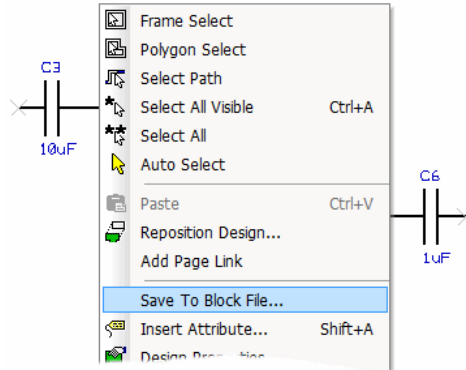 Frame Select
Polygon Select
C3
Select Path
Select All Visible Ctrl+A
Select All
10uF
Auto Select
C6
Paste Ctrl+V
Reposition Design...
Add Page Link
1uF
Save To Block File...
Insert Attribute... Shift+A
Design